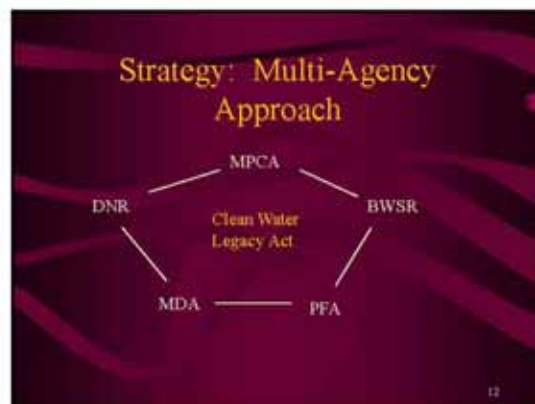 Strategy: Multi-Agency
Approach
MPCA
DNR
BWSR
Clean Water
Legacy Act
MDA
PFA
12